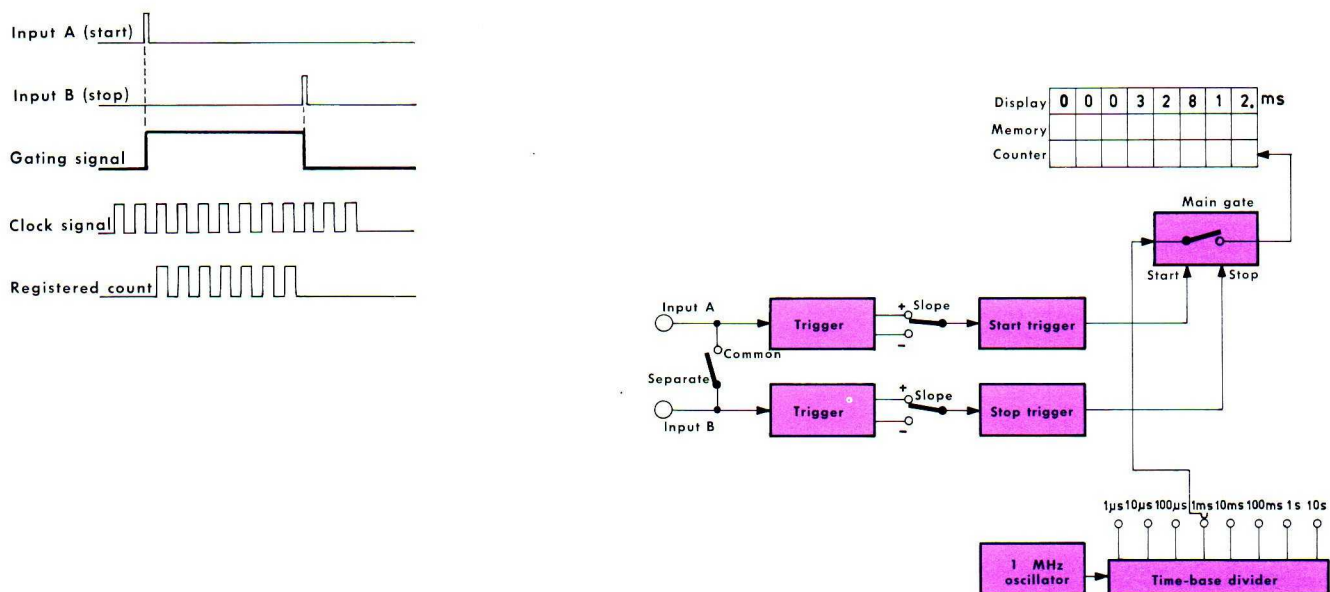 Input A (start)
Input B (stop)
Gating signal
Clock signal
Registered count
Display 0 0 0 3 2 8 1 2. ms
Memory
Counter
Main gate
Start Stop
Input A
Trigger
+ Slope
-
Start trigger
Common
Separate
Input B
Trigger
+ Slope
-
Stop trigger
1µs 10µs 100µs 1ms 10ms 100ms 1s 10s
1 MHz
oscillator
Time-base divider